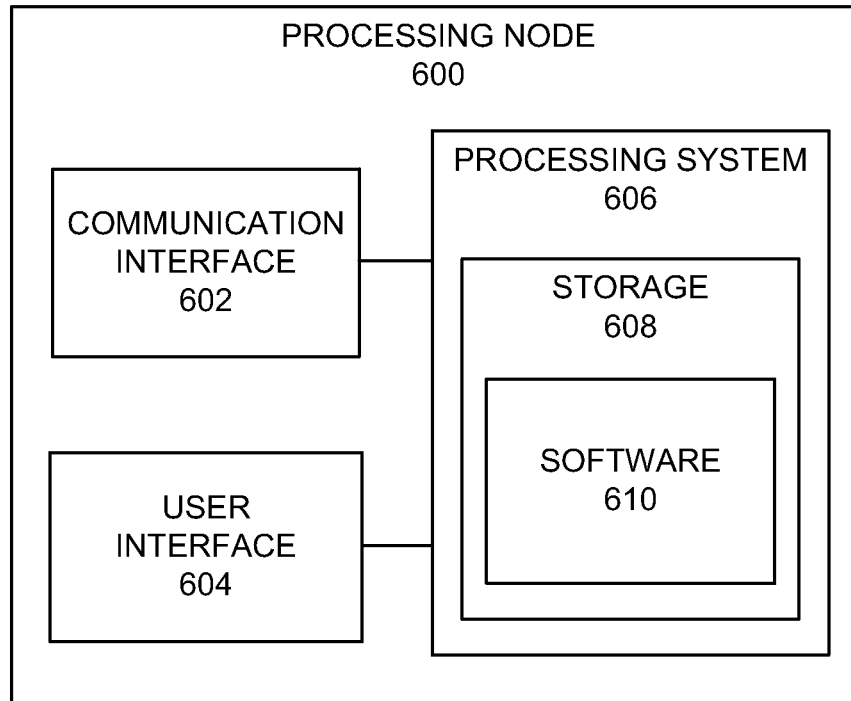 PROCESSING NODE
600
COMMUNICATION
INTERFACE
602
USER
INTERFACE
604
PROCESSING SYSTEM
606
STORAGE
608
SOFTWARE
610